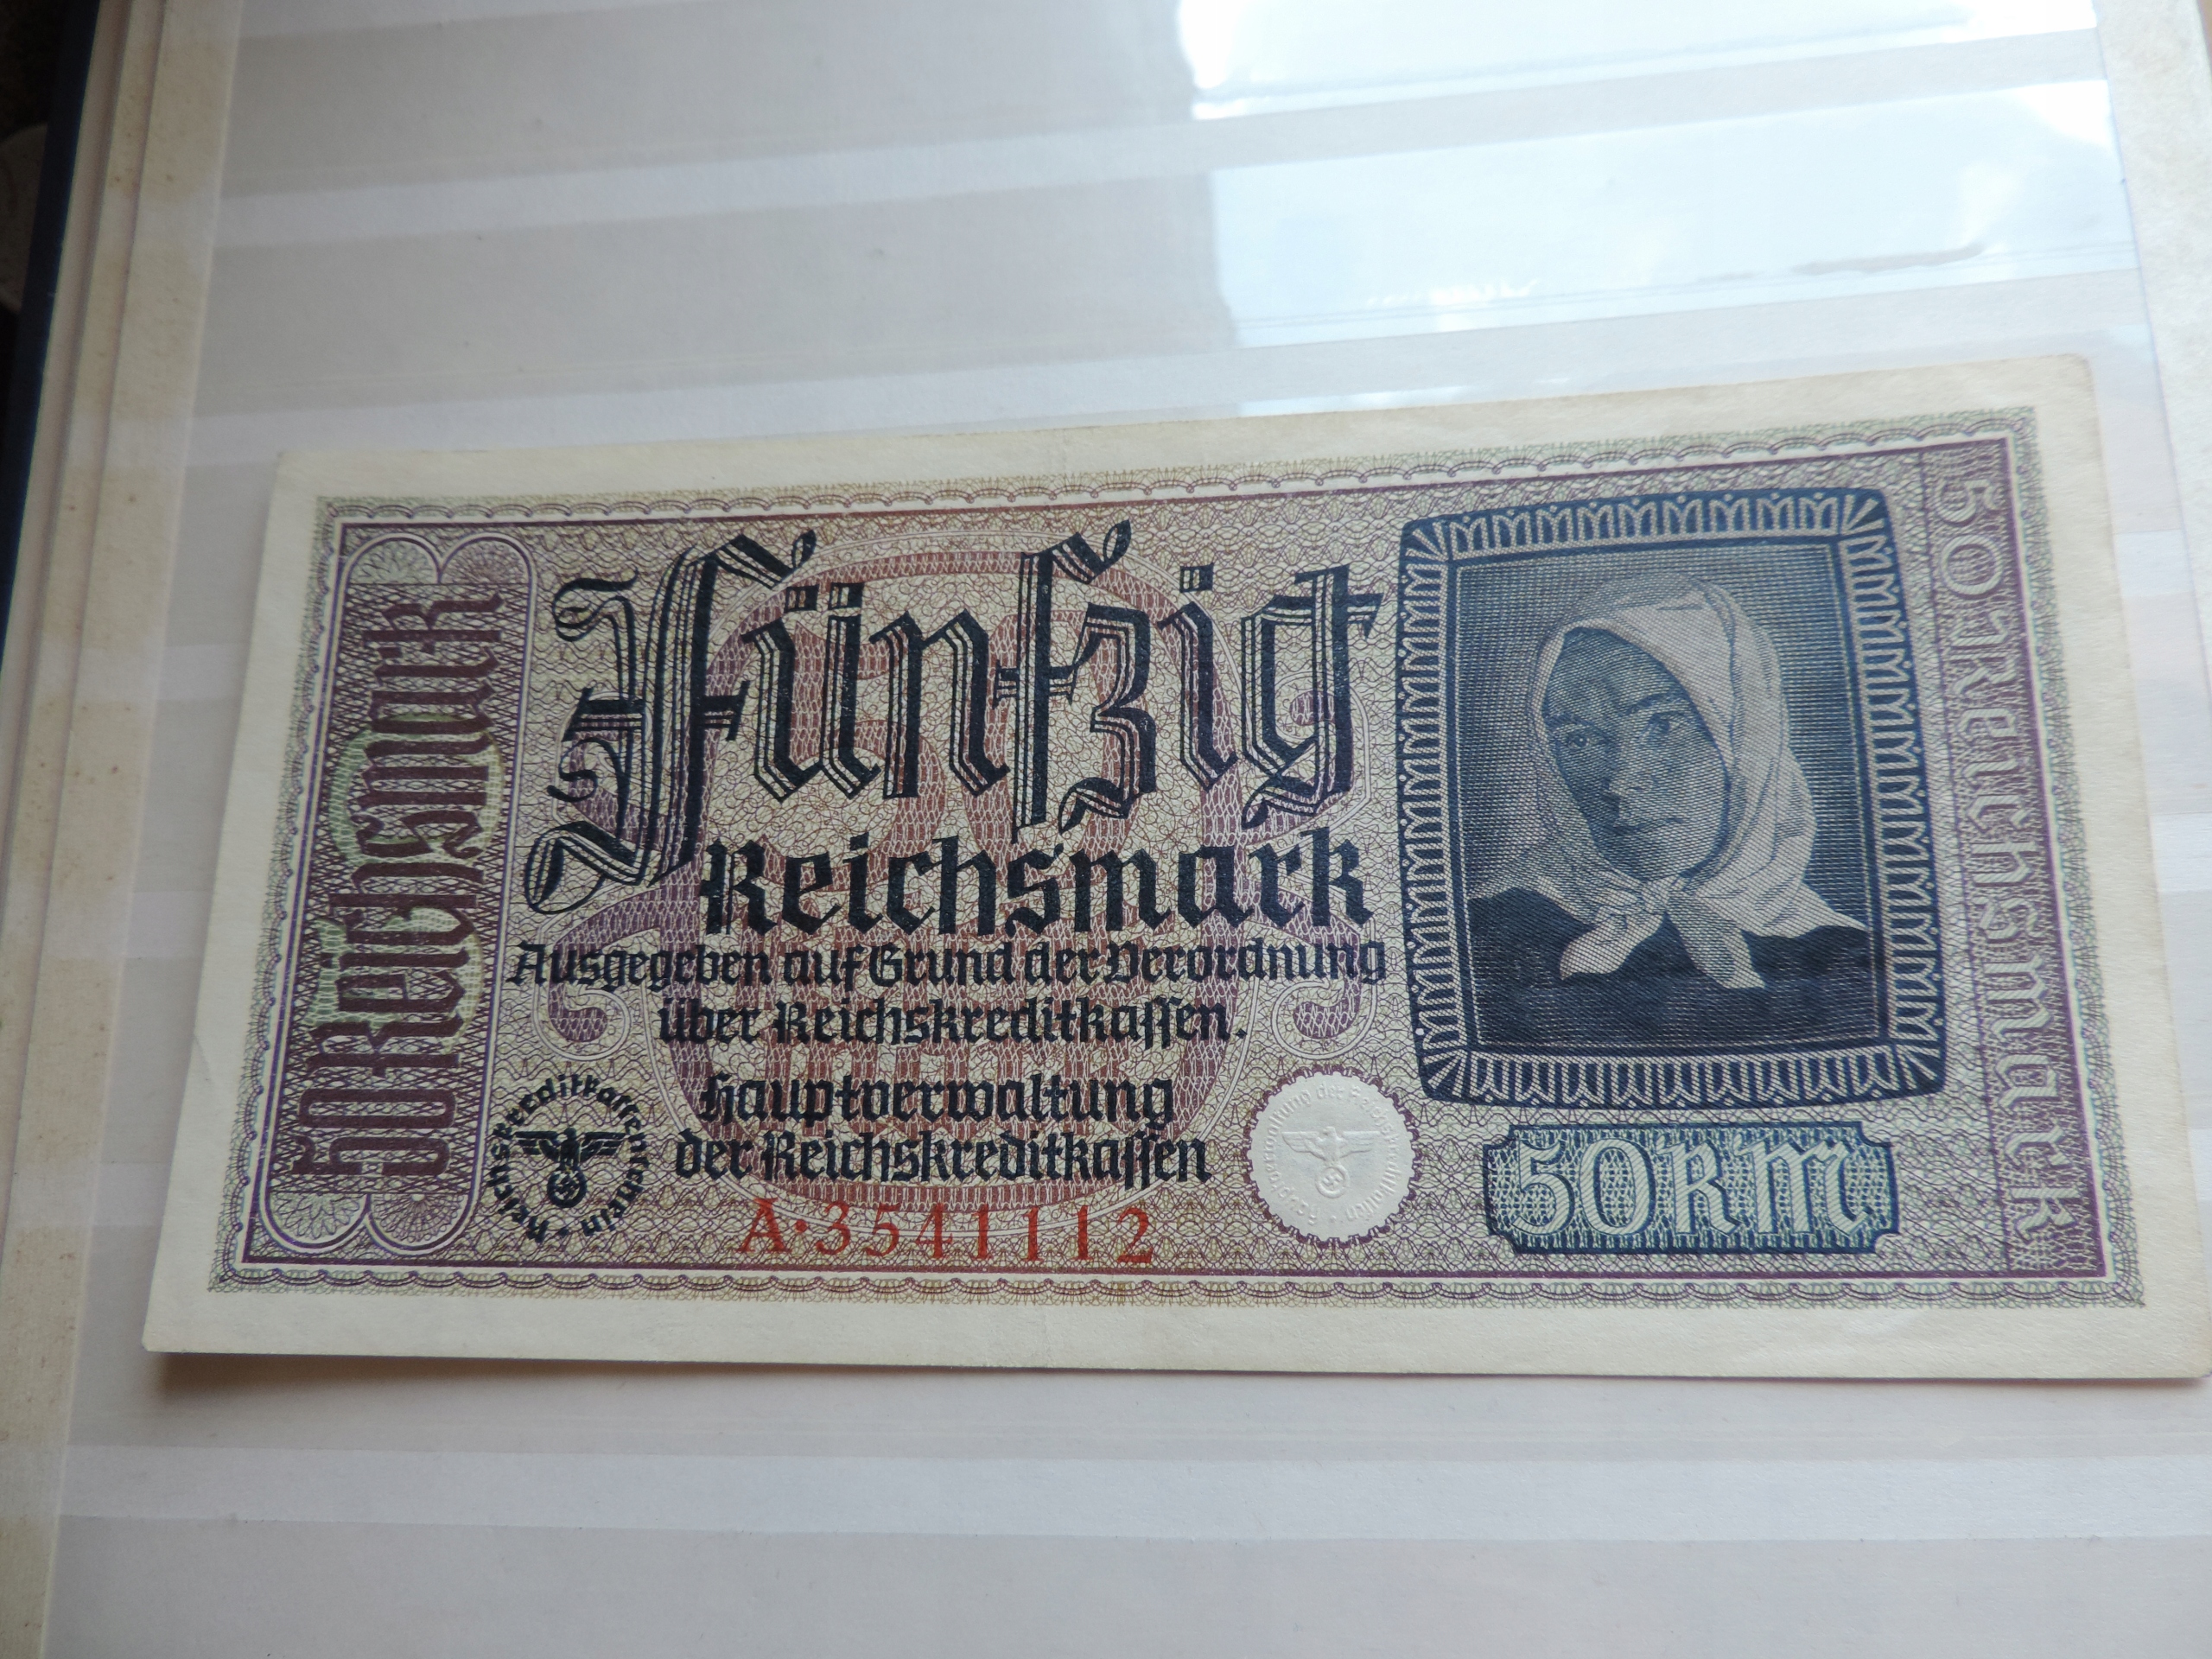 50 Reichsmark
Fünfzig
Reichsmark
Ausgegeben auf Grund der Verordnung
über Reichskreditkassen.
Hauptverwaltung
der Reichskreditkassen
Reichskreditkassenschein
A·3541112
50 RM
50 Reichsmark